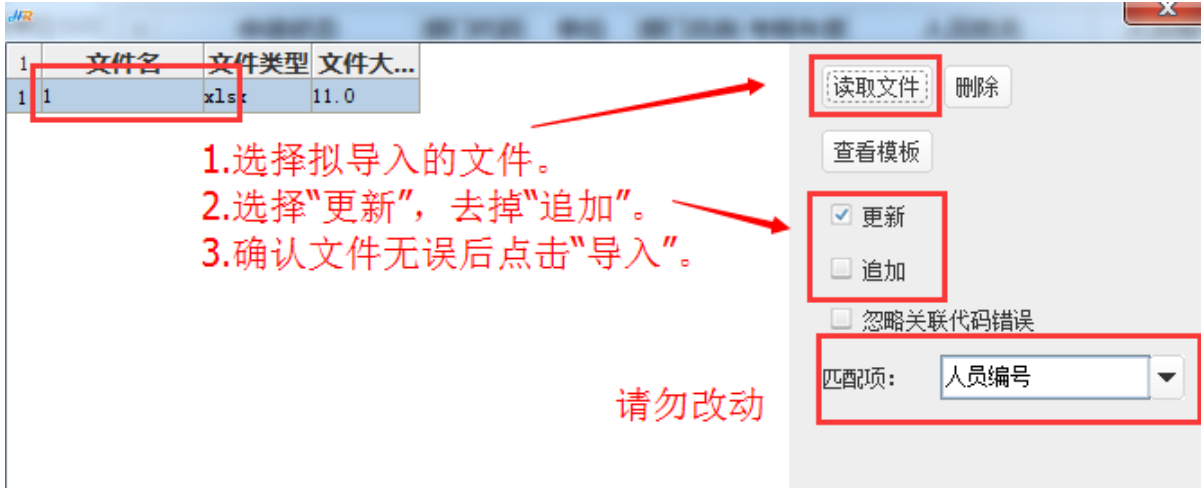 HR
1 文件名 文件类型 文件大...
1 1 xlsx 11.0
读取文件 删除
查看模板
1.选择拟导入的文件。
2.选择“更新”，去掉“追加”。
3.确认文件无误后点击“导入”。
更新
追加
忽略关联代码错误
匹配项： 人员编号
请勿改动